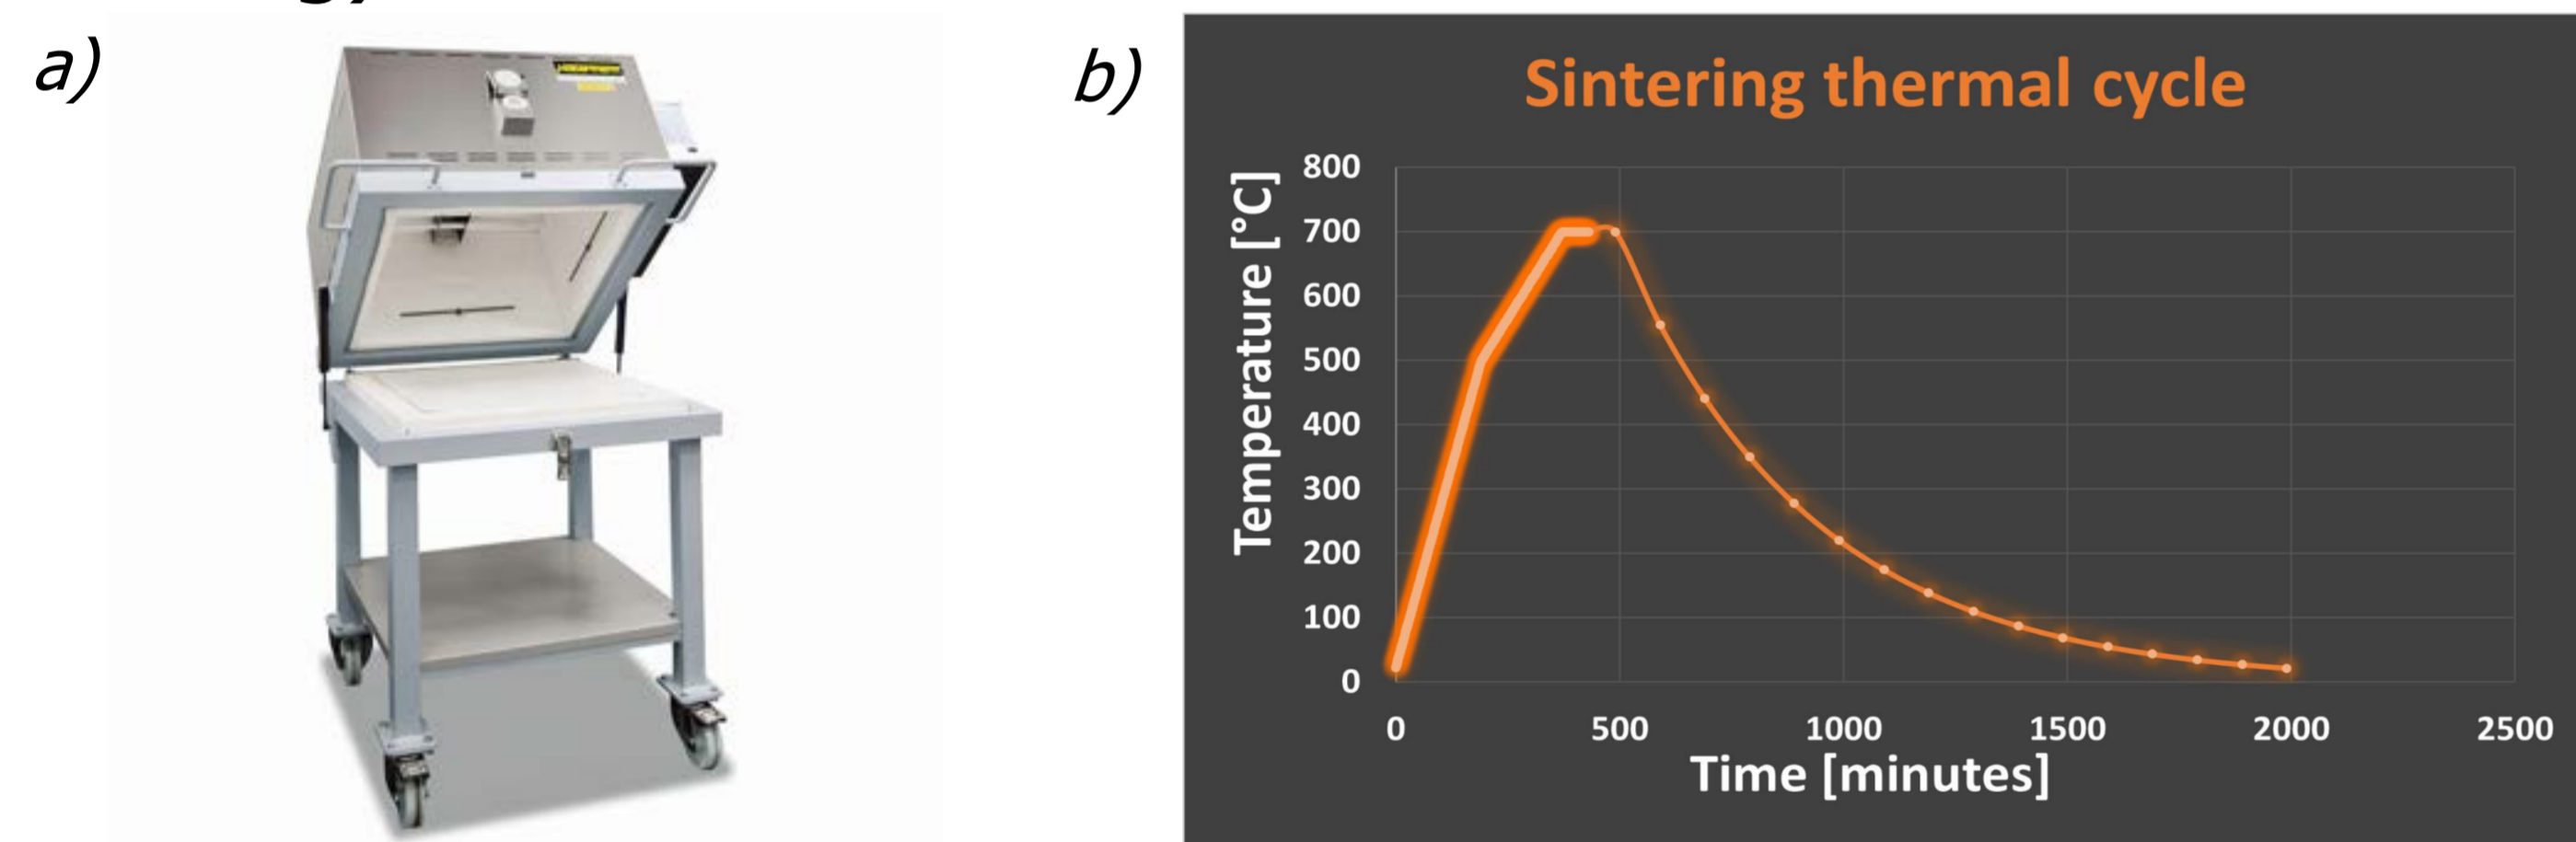 a)
b)
Sintering thermal cycle
Temperature [°C]
800
700
600
500
400
300
200
100
0
0 500 1000 1500 2000 2500
Time [minutes]